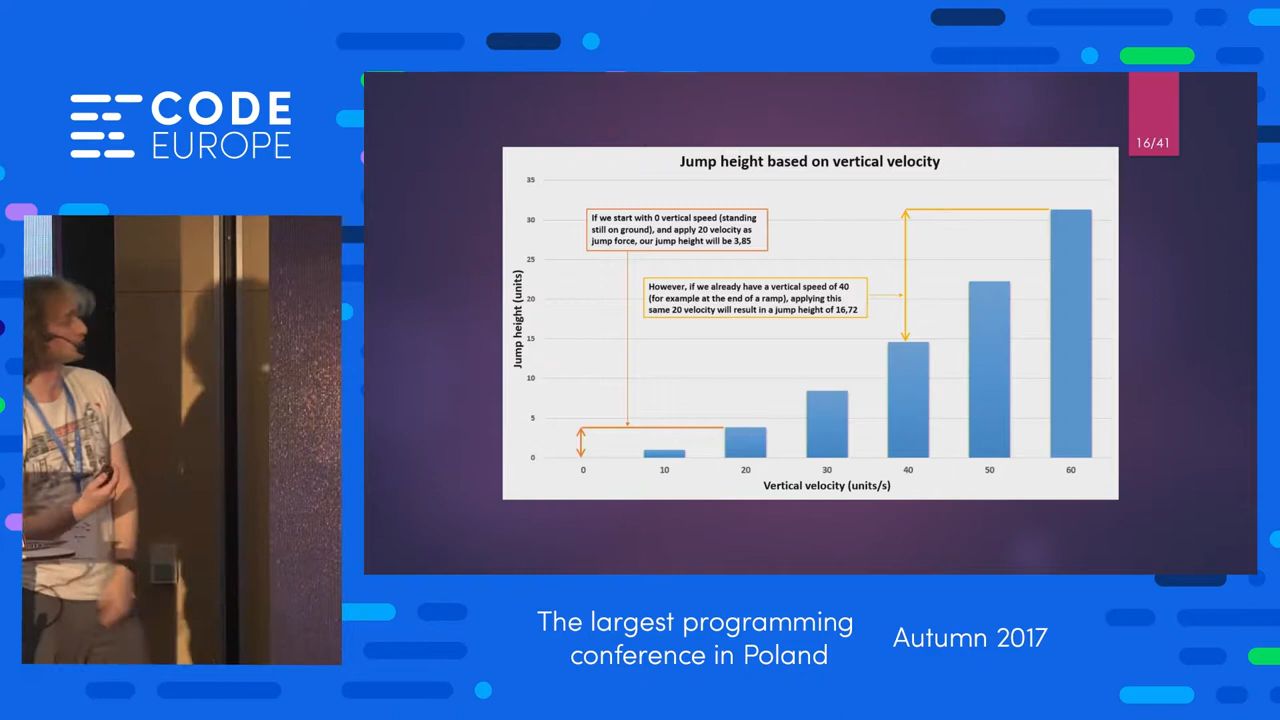 CODE
EUROPE
16/41
Jump height based on vertical velocity
35
30
25
20
15
10
5
0
Jump height (units)
If we start with 0 vertical speed (standing
still on ground), and apply 20 velocity as
jump force, our jump height will be 3,85
However, if we already have a vertical speed of 40
(for example at the end of a ramp), applying this
same 20 velocity will result in a jump height of 16,72
0 10 20 30 40 50 60
Vertical velocity (units/s)
The largest programming
conference in Poland
Autumn 2017